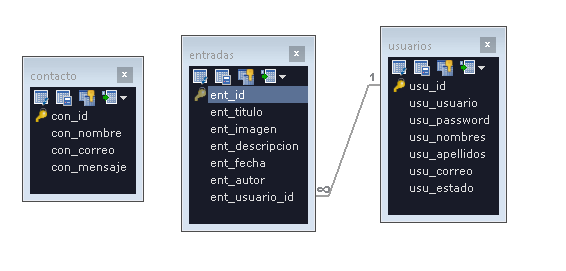 contacto
con_id
con_nombre
con_correo
con_mensaje
entradas
ent_id
ent_titulo
ent_imagen
ent_descripcion
ent_fecha
ent_autor
ent_usuario_id
∞
1
usuarios
usu_id
usu_usuario
usu_password
usu_nombres
usu_apellidos
usu_correo
usu_estado